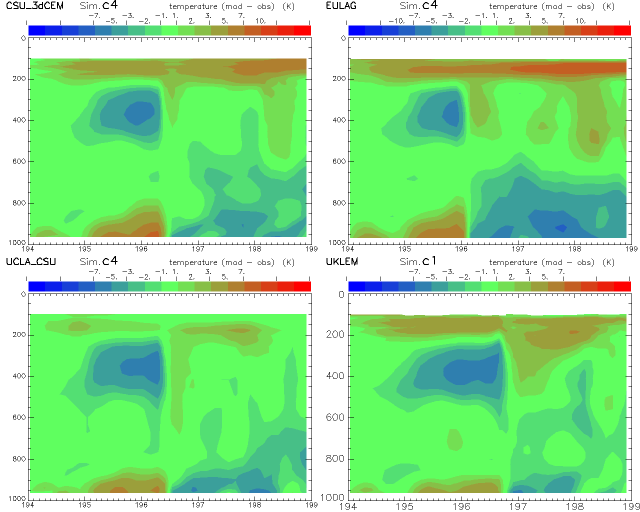 CSU_3dCEM Sim. c4 temperature (mod - obs) (K)
-7. -5. -3. -2. -1. 1. 2. 3. 5. 7. 10.
0
200
400
600
800
1000
194 195 196 197 198 199
EULAG Sim. c4 temperature (mod - obs) (K)
-10. -7. -5. -3. -2. -1. 1. 2. 3. 5. 7.
0
200
400
600
800
1000
194 195 196 197 198 199
UCLA_CSU Sim. c4 temperature (mod - obs) (K)
-7. -5. -3. -2. -1. 1. 2. 3. 5. 7.
0
200
400
600
800
1000
194 195 196 197 198 199
UKLEM Sim. c1 temperature (mod - obs) (K)
-7. -5. -3. -2. -1. 1. 2. 3. 5. 7.
0
200
400
600
800
1000
194 195 196 197 198 199